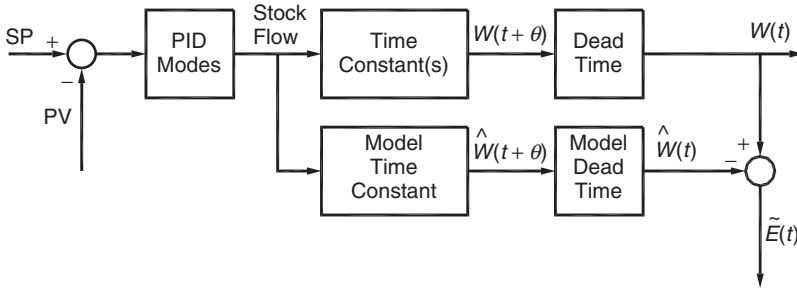 SP
+
−
PV
PID
Modes
Stock
Flow
Time
Constant(s)
W(t + θ)
Dead
Time
W(t)
Model
Time
Constant
Ŵ(t + θ)
Model
Dead
Time
Ŵ(t)
−
+
Ẽ(t)